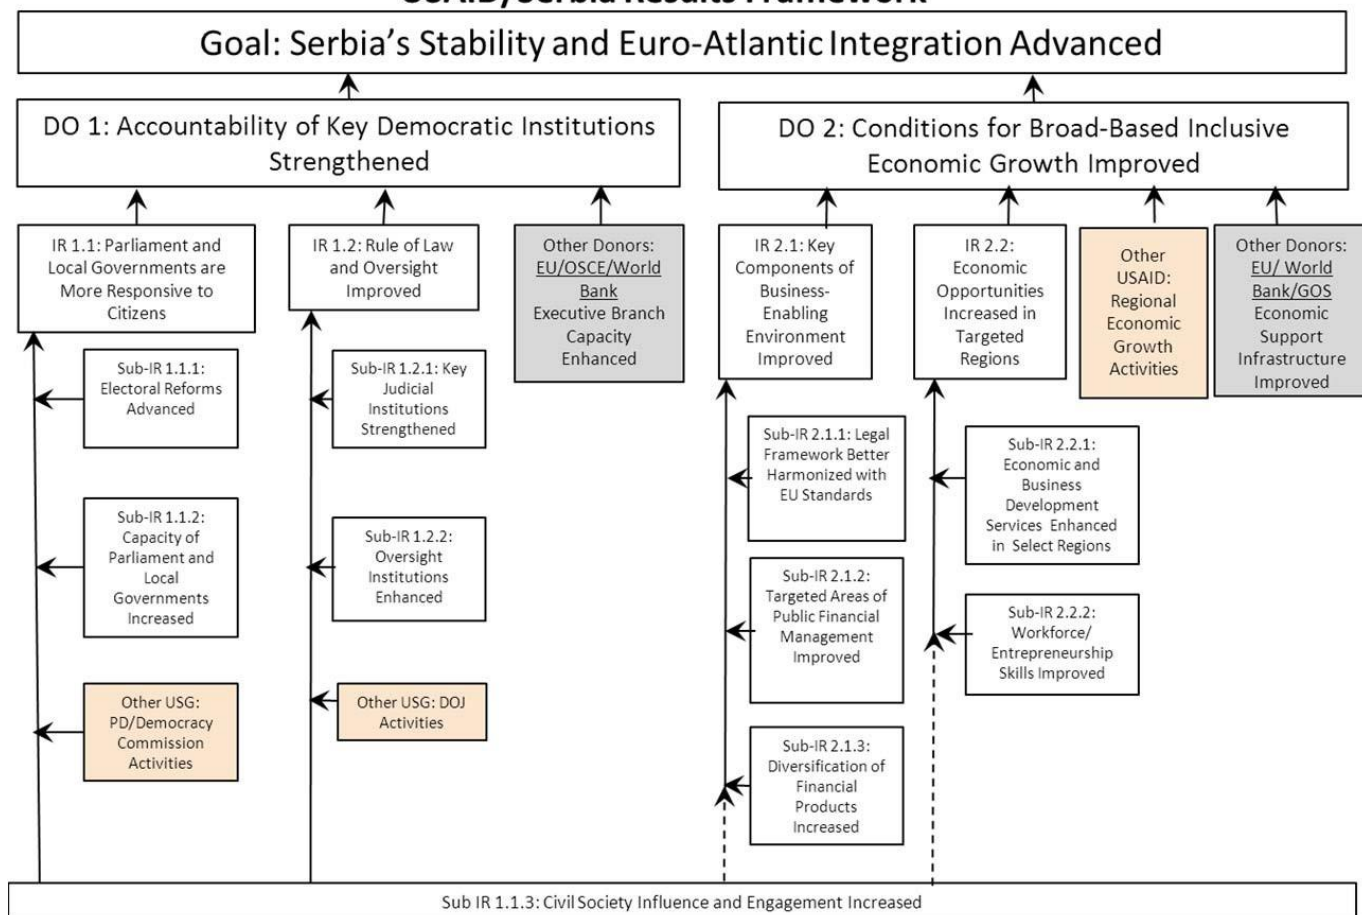 USAID/Serbia Results Framework
Goal: Serbia's Stability and Euro-Atlantic Integration Advanced
DO 1: Accountability of Key Democratic Institutions
Strengthened
DO 2: Conditions for Broad-Based Inclusive
Economic Growth Improved
IR 1.1: Parliament and
Local Governments are
More Responsive to
Citizens
IR 1.2: Rule of Law
and Oversight
Improved
Other Donors:
EU/OSCE/World
Bank
Executive Branch
Capacity
Enhanced
IR 2.1: Key
Components of
Business-
Enabling
Environment
Improved
IR 2.2:
Economic
Opportunities
Increased in
Targeted
Regions
Other
USAID:
Regional
Economic
Growth
Activities
Other Donors:
EU/ World
Bank/GOS
Economic
Support
Infrastructure
Improved
Sub-IR 1.1.1:
Electoral Reforms
Advanced
Sub-IR 1.2.1: Key
Judicial
Institutions
Strengthened
Sub-IR 2.1.1: Legal
Framework Better
Harmonized with
EU Standards
Sub-IR 2.2.1:
Economic and
Business
Development
Services Enhanced
in Select Regions
Sub-IR 1.1.2:
Capacity of
Parliament and
Local
Governments
Increased
Sub-IR 1.2.2:
Oversight
Institutions
Enhanced
Sub-IR 2.1.2:
Targeted Areas of
Public Financial
Management
Improved
Sub-IR 2.2.2:
Workforce/
Entrepreneurship
Skills Improved
Other USG:
PD/Democracy
Commission
Activities
Other USG: DOJ
Activities
Sub-IR 2.1.3:
Diversification of
Financial
Products
Increased
Sub IR 1.1.3: Civil Society Influence and Engagement Increased